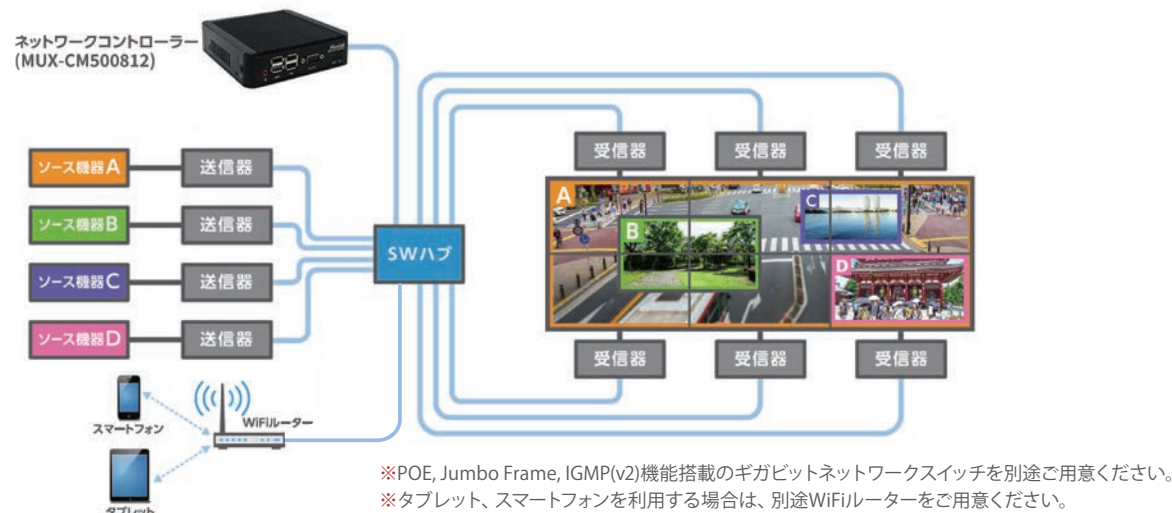 ネットワークコントローラー
(MUX-CM500812)
ソース機器A
送信器
ソース機器B
送信器
ソース機器C
送信器
ソース機器D
送信器
SWハブ
受信器
受信器
受信器
A
B
C
D
受信器
受信器
受信器
スマートフォン
WiFiルーター
タブレット
※POE, Jumbo Frame, IGMP(v2)機能搭載のギガビットネットワークスイッチを別途ご用意ください。
※タブレット、スマートフォンを利用する場合は、別途WiFiルーターをご用意ください。